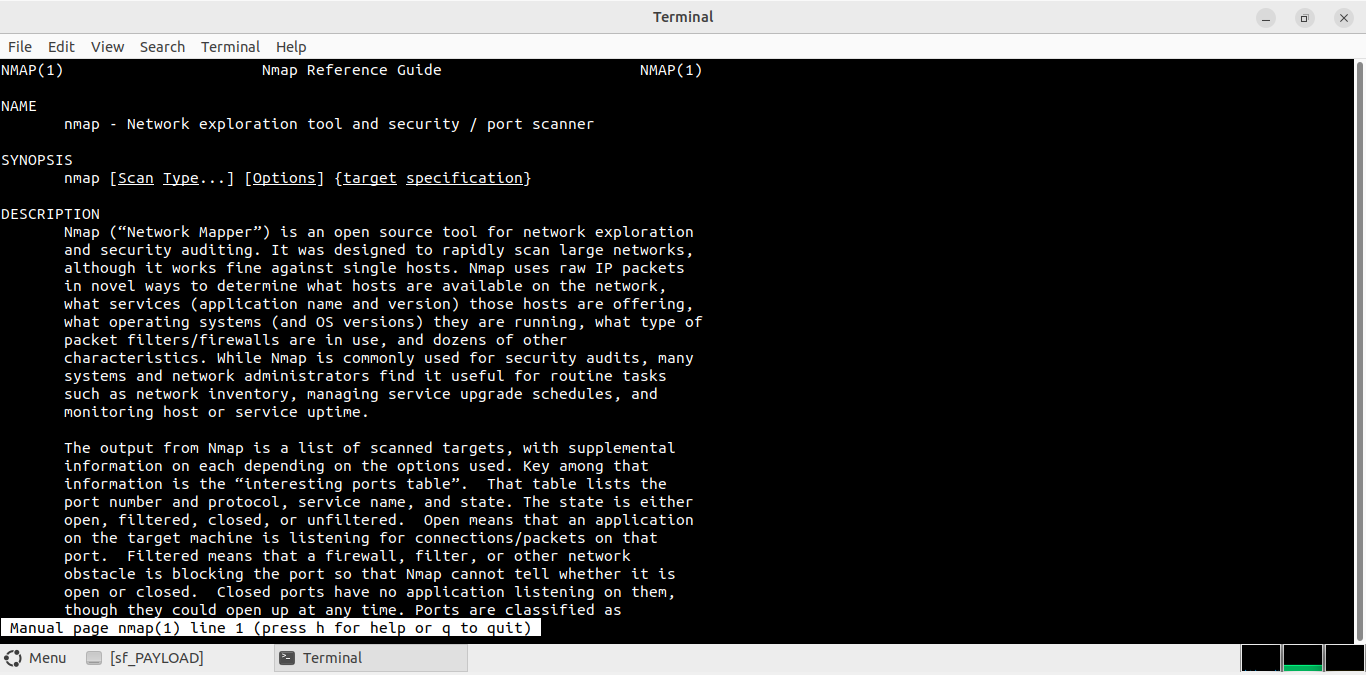 Terminal
File Edit View Search Terminal Help
NMAP(1) Nmap Reference Guide NMAP(1)
NAME
nmap - Network exploration tool and security / port scanner
SYNOPSIS
nmap [Scan Type...] [Options] {target specification}
DESCRIPTION
Nmap (“Network Mapper”) is an open source tool for network exploration
and security auditing. It was designed to rapidly scan large networks,
although it works fine against single hosts. Nmap uses raw IP packets
in novel ways to determine what hosts are available on the network,
what services (application name and version) those hosts are offering,
what operating systems (and OS versions) they are running, what type of
packet filters/firewalls are in use, and dozens of other
characteristics. While Nmap is commonly used for security audits, many
systems and network administrators find it useful for routine tasks
such as network inventory, managing service upgrade schedules, and
monitoring host or service uptime.
The output from Nmap is a list of scanned targets, with supplemental
information on each depending on the options used. Key among that
information is the “interesting ports table”.  That table lists the
port number and protocol, service name, and state. The state is either
open, filtered, closed, or unfiltered.  Open means that an application
on the target machine is listening for connections/packets on that
port.  Filtered means that a firewall, filter, or other network
obstacle is blocking the port so that Nmap cannot tell whether it is
open or closed.  Closed ports have no application listening on them,
though they could open up at any time. Ports are classified as
Manual page nmap(1) line 1 (press h for help or q to quit)
Menu [sf_PAYLOAD] Terminal